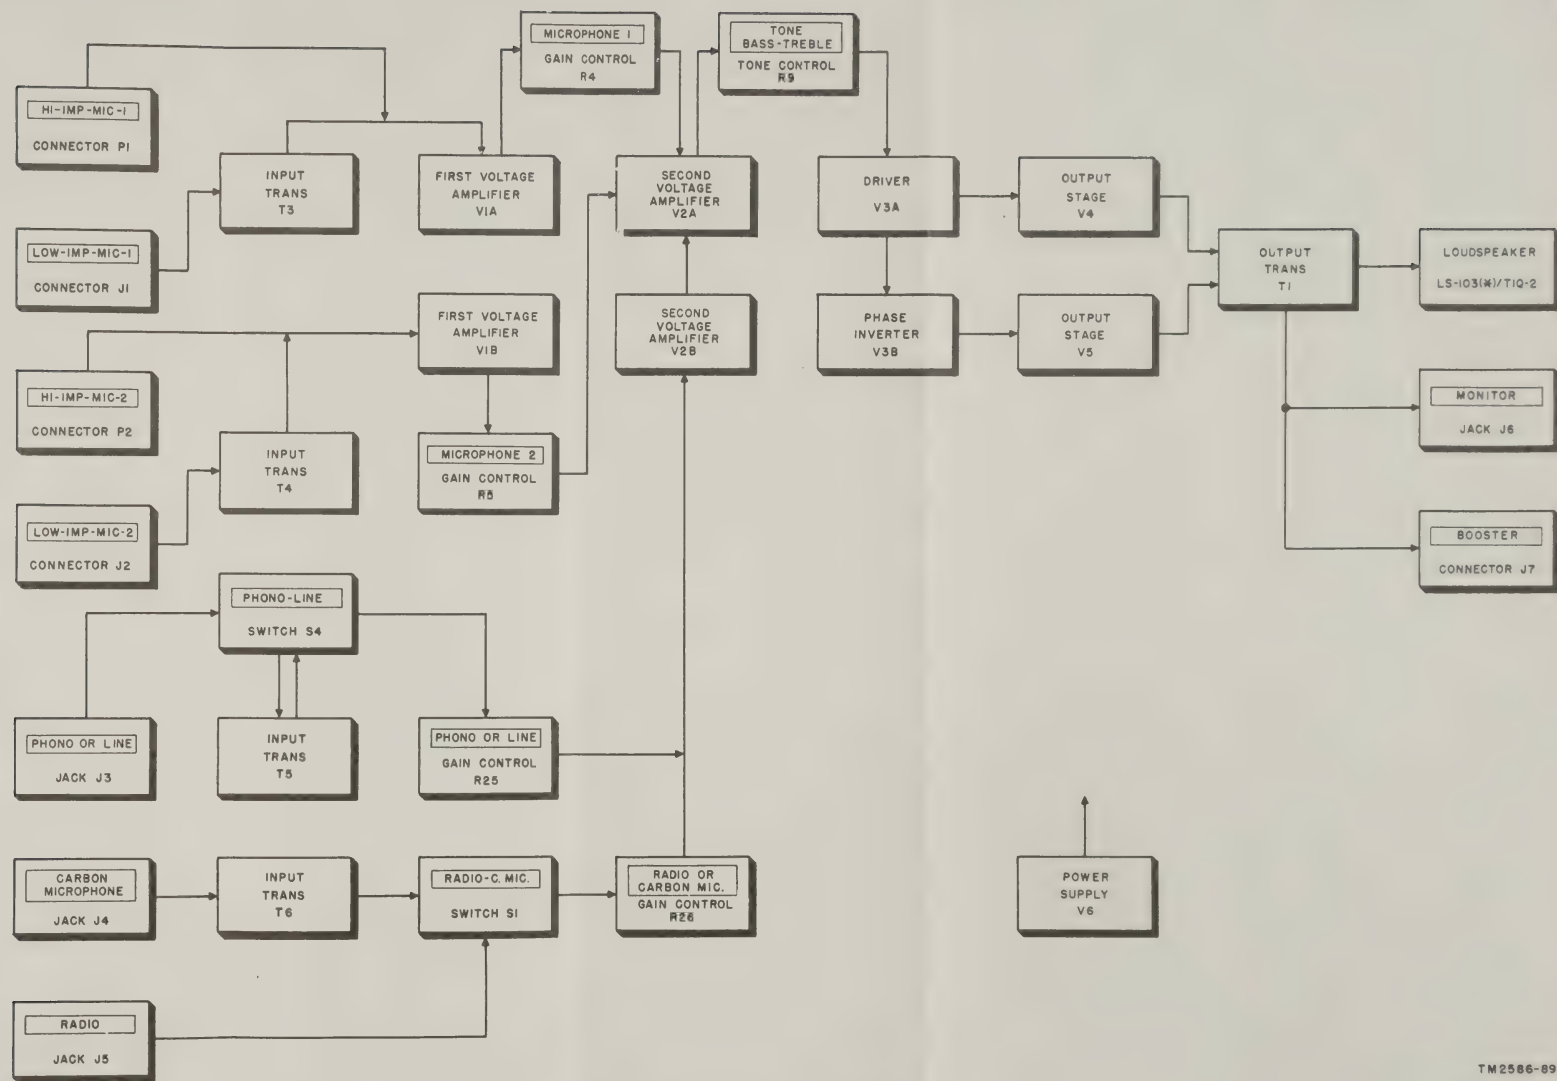 MICROPHONE 1
GAIN CONTROL
R4
TONE
BASS-TREBLE
TONE CONTROL
R9
HI-IMP-MIC-1
CONNECTOR P1
INPUT
TRANS
T3
FIRST VOLTAGE
AMPLIFIER
V1A
SECOND
VOLTAGE
AMPLIFIER
V2A
DRIVER
V3A
OUTPUT
STAGE
V4
LOW-IMP-MIC-1
CONNECTOR J1
OUTPUT
TRANS
T1
LOUDSPEAKER
LS-103(*)/TIQ-2
FIRST VOLTAGE
AMPLIFIER
V1B
SECOND
VOLTAGE
AMPLIFIER
V2B
PHASE
INVERTER
V3B
OUTPUT
STAGE
V5
HI-IMP-MIC-2
CONNECTOR P2
MONITOR
JACK J6
INPUT
TRANS
T4
MICROPHONE 2
GAIN CONTROL
R5
LOW-IMP-MIC-2
CONNECTOR J2
BOOSTER
CONNECTOR J7
PHONO-LINE
SWITCH S4
PHONO OR LINE
JACK J3
INPUT
TRANS
T5
PHONO OR LINE
GAIN CONTROL
R25
CARBON
MICROPHONE
JACK J4
INPUT
TRANS
T6
RADIO-C. MIC.
SWITCH S1
RADIO OR
CARBON MIC.
GAIN CONTROL
R26
POWER
SUPPLY
V6
RADIO
JACK J5
TM2586-89